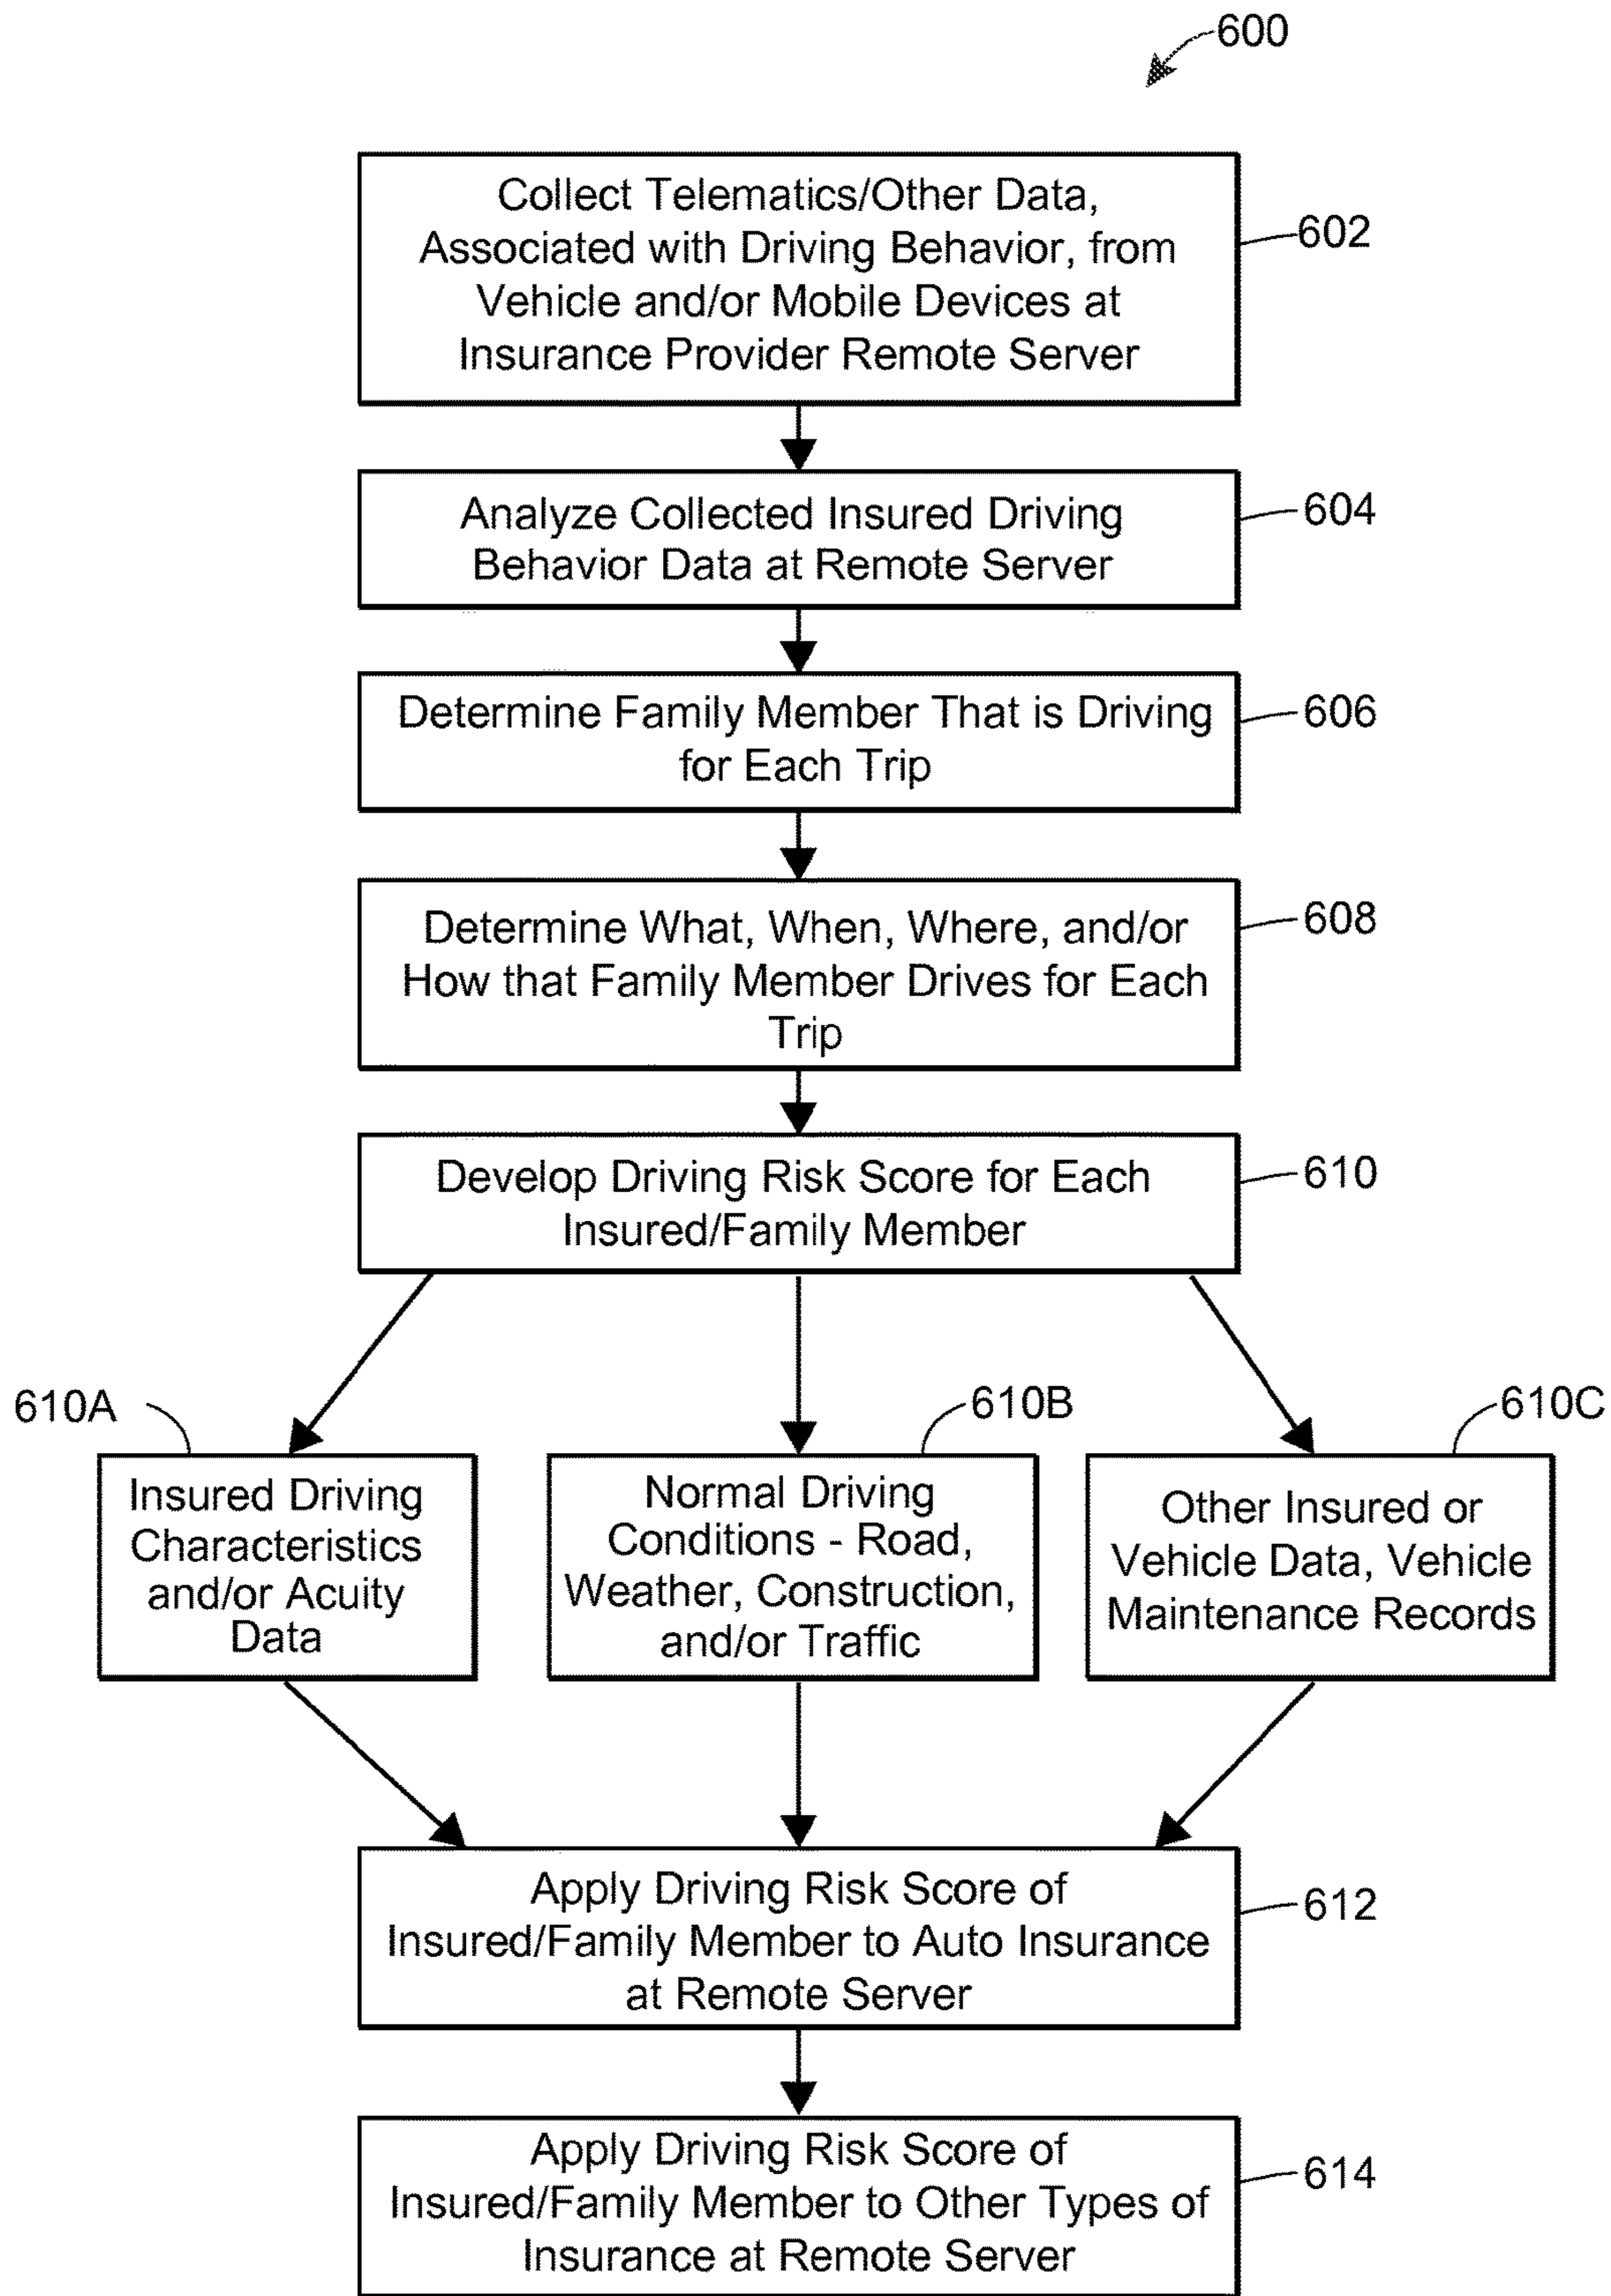 600
Collect Telematics/Other Data,
Associated with Driving Behavior, from
Vehicle and/or Mobile Devices at
Insurance Provider Remote Server
602
Analyze Collected Insured Driving
Behavior Data at Remote Server
604
Determine Family Member That is Driving
for Each Trip
606
Determine What, When, Where, and/or
How that Family Member Drives for Each
Trip
608
Develop Driving Risk Score for Each
Insured/Family Member
610
610A
Insured Driving
Characteristics
and/or Acuity
Data
610B
Normal Driving
Conditions - Road,
Weather, Construction,
and/or Traffic
610C
Other Insured or
Vehicle Data, Vehicle
Maintenance Records
Apply Driving Risk Score of
Insured/Family Member to Auto Insurance
at Remote Server
612
Apply Driving Risk Score of
Insured/Family Member to Other Types of
Insurance at Remote Server
614